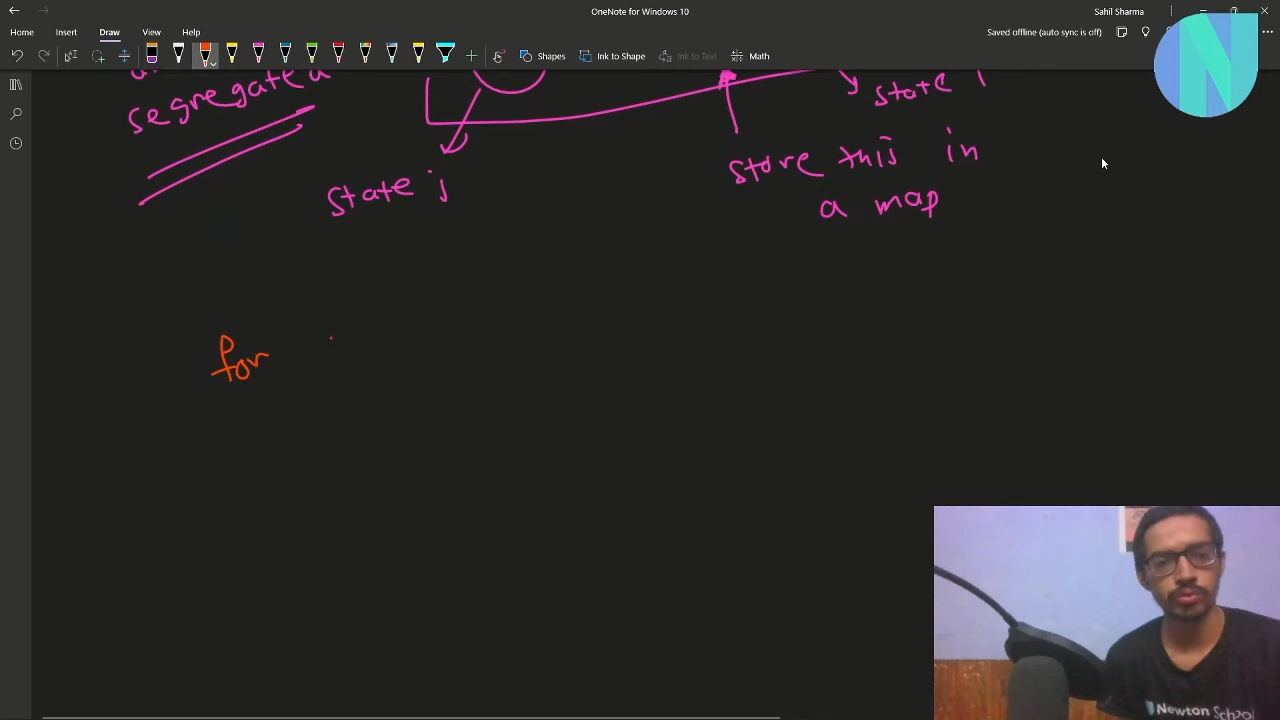 OneNote for Windows 10
Sahil Sharma
Home Insert Draw View Help
Saved offline (auto sync is off)
Shapes Ink to Shape Ink to Text Math
segregated
state j
state i
store this in
a map
for
Newton School